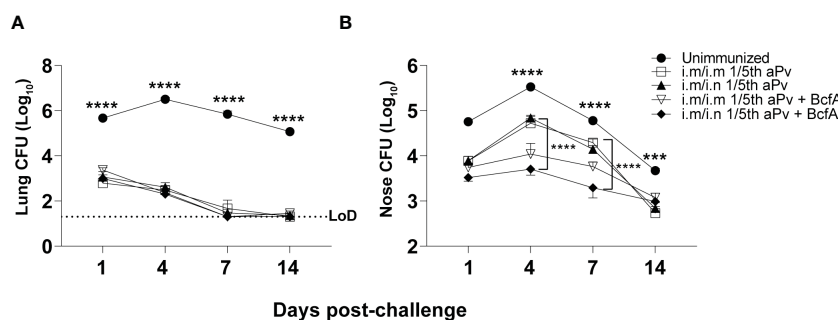 A
Lung CFU (Log10)
8
6
4
2
0
****
****
****
****
LoD
1
4
7
14
B
Nose CFU (Log10)
6
5
4
3
2
****
****
***
****
****
1
4
7
14
Unimmunized
i.m/i.m 1/5th aPv
i.m/i.n 1/5th aPv
i.m/i.m 1/5th aPv + BcfA
i.m/i.n 1/5th aPv + BcfA
Days post-challenge